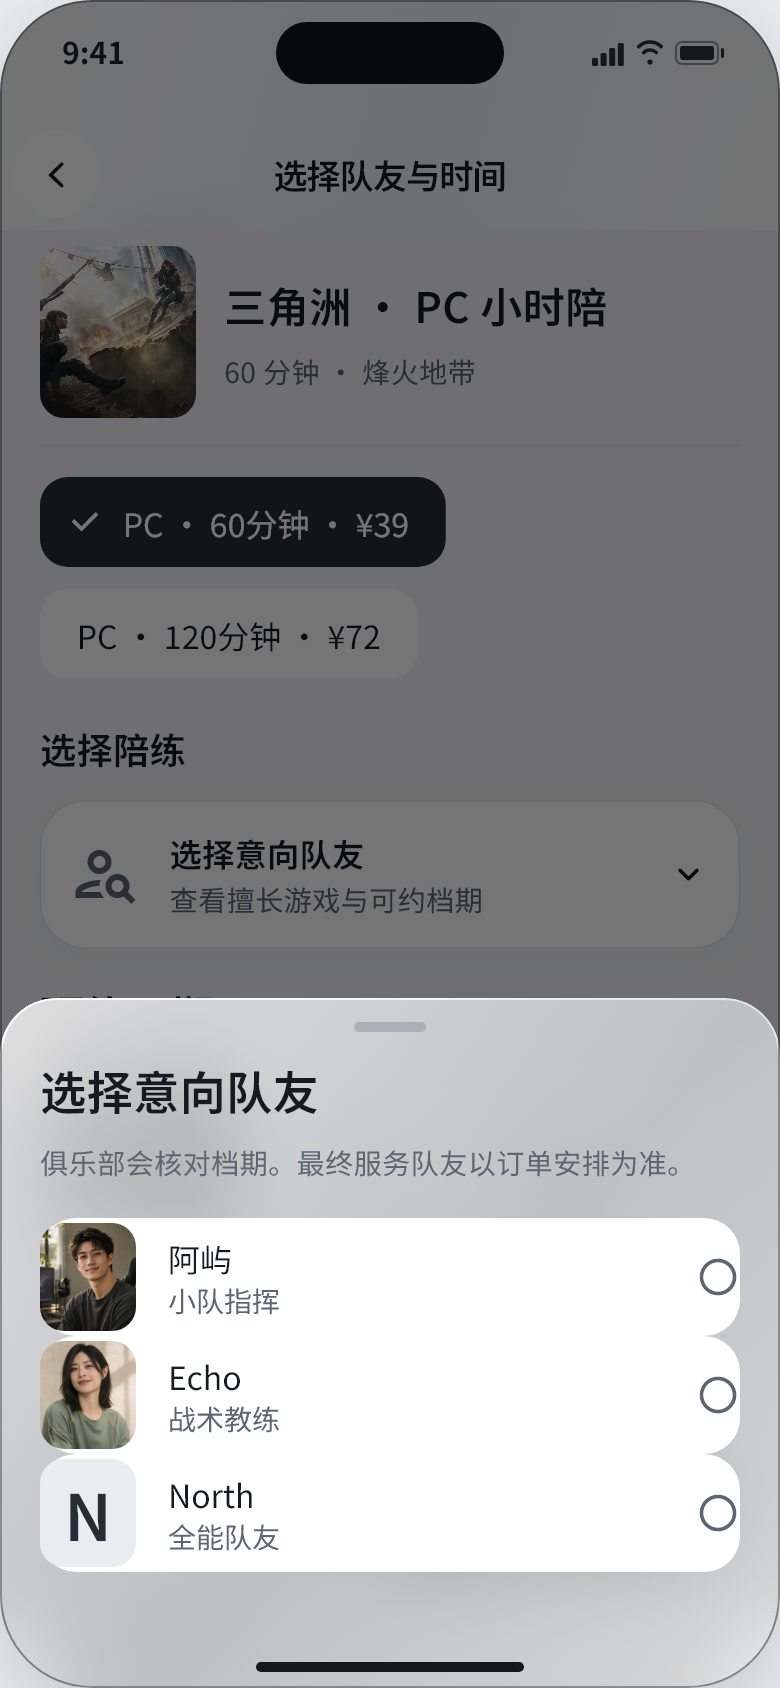 9:41
选择队友与时间
三角洲 · PC 小时陪
60 分钟 · 烽火地带
PC · 60分钟 · ¥39
PC · 120分钟 · ¥72
选择陪练
选择意向队友
查看擅长游戏与可约档期
选择意向队友
俱乐部会核对档期。最终服务队友以订单安排为准。
阿屿
小队指挥
Echo
战术教练
N
North
全能队友